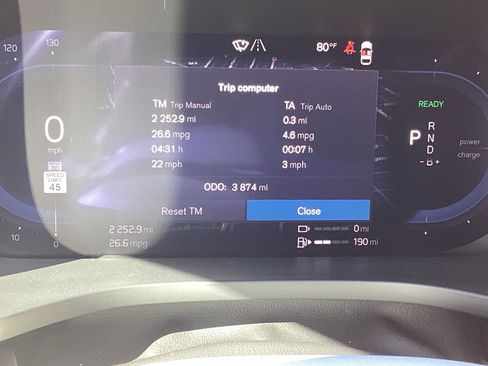 120 130 80°F
Trip computer
TM Trip Manual TA Trip Auto
2 252.9 mi 0.3 mi
26.6 mpg 4.6 mpg
04:31 h 00:07 h
22 mph 3 mph
ODO: 3 874 mi
Reset TM Close
0
mph
SPEED
LIMIT
45
READY
P R
N
D
-B+
power
charge
10 0
2 252.9 mi 0 mi
26.6 mpg 190 mi